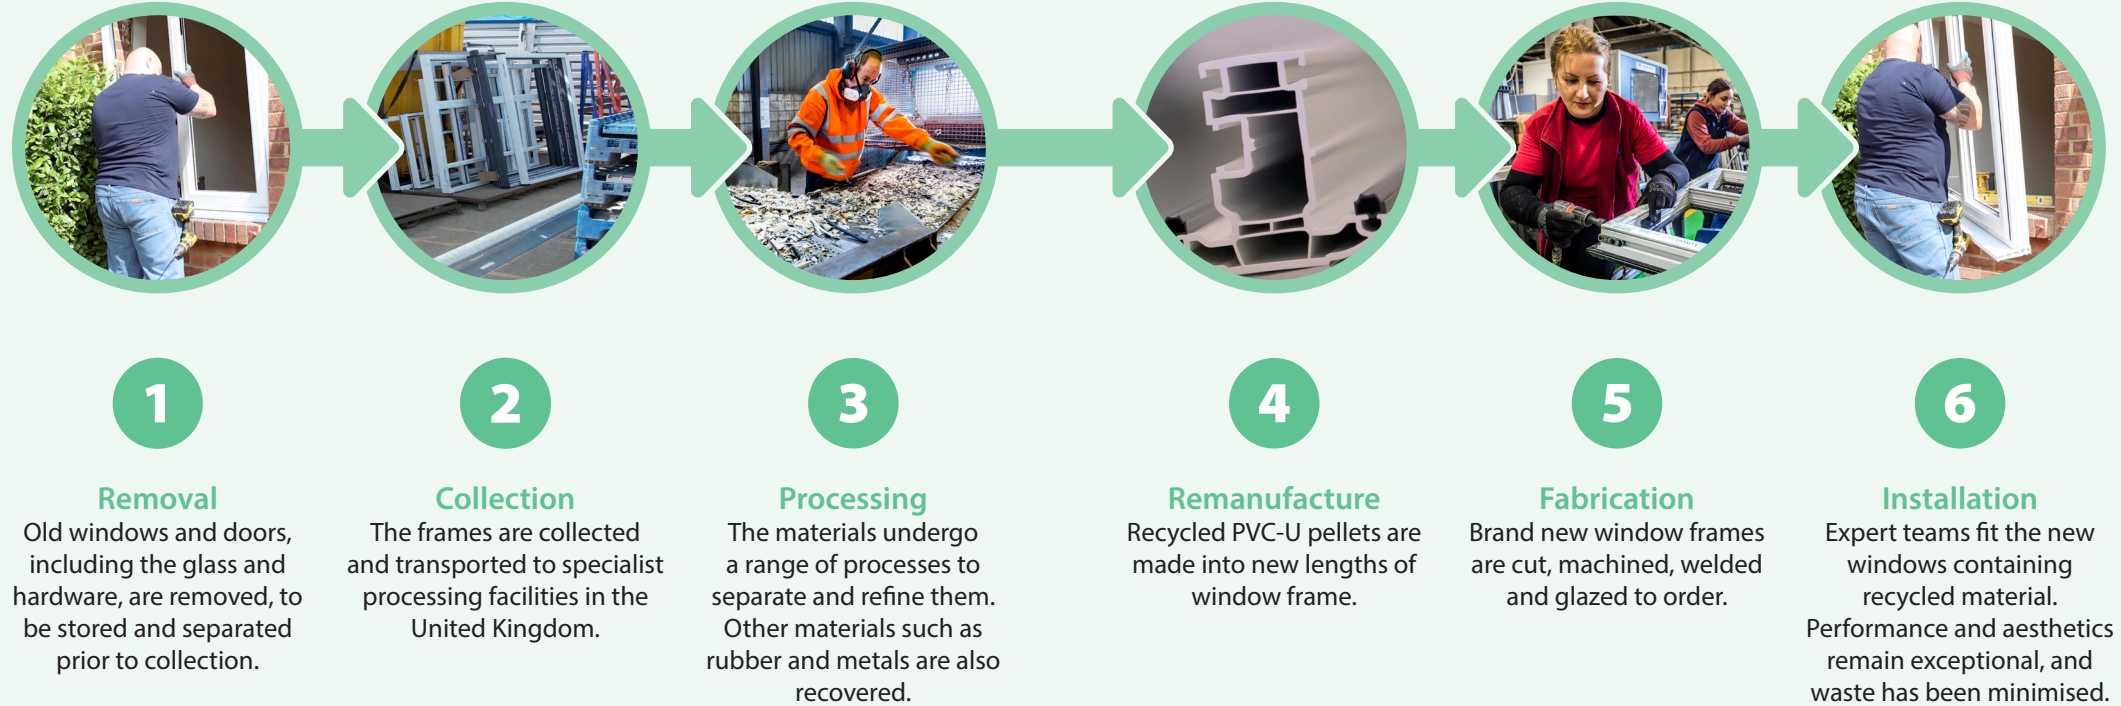 1
Removal
Old windows and doors,
including the glass and
hardware, are removed, to
be stored and separated
prior to collection.
2
Collection
The frames are collected
and transported to specialist
processing facilities in the
United Kingdom.
3
Processing
The materials undergo
a range of processes to
separate and refine them.
Other materials such as
rubber and metals are also
recovered.
4
Remanufacture
Recycled PVC-U pellets are
made into new lengths of
window frame.
5
Fabrication
Brand new window frames
are cut, machined, welded
and glazed to order.
6
Installation
Expert teams fit the new
windows containing
recycled material.
Performance and aesthetics
remain exceptional, and
waste has been minimised.